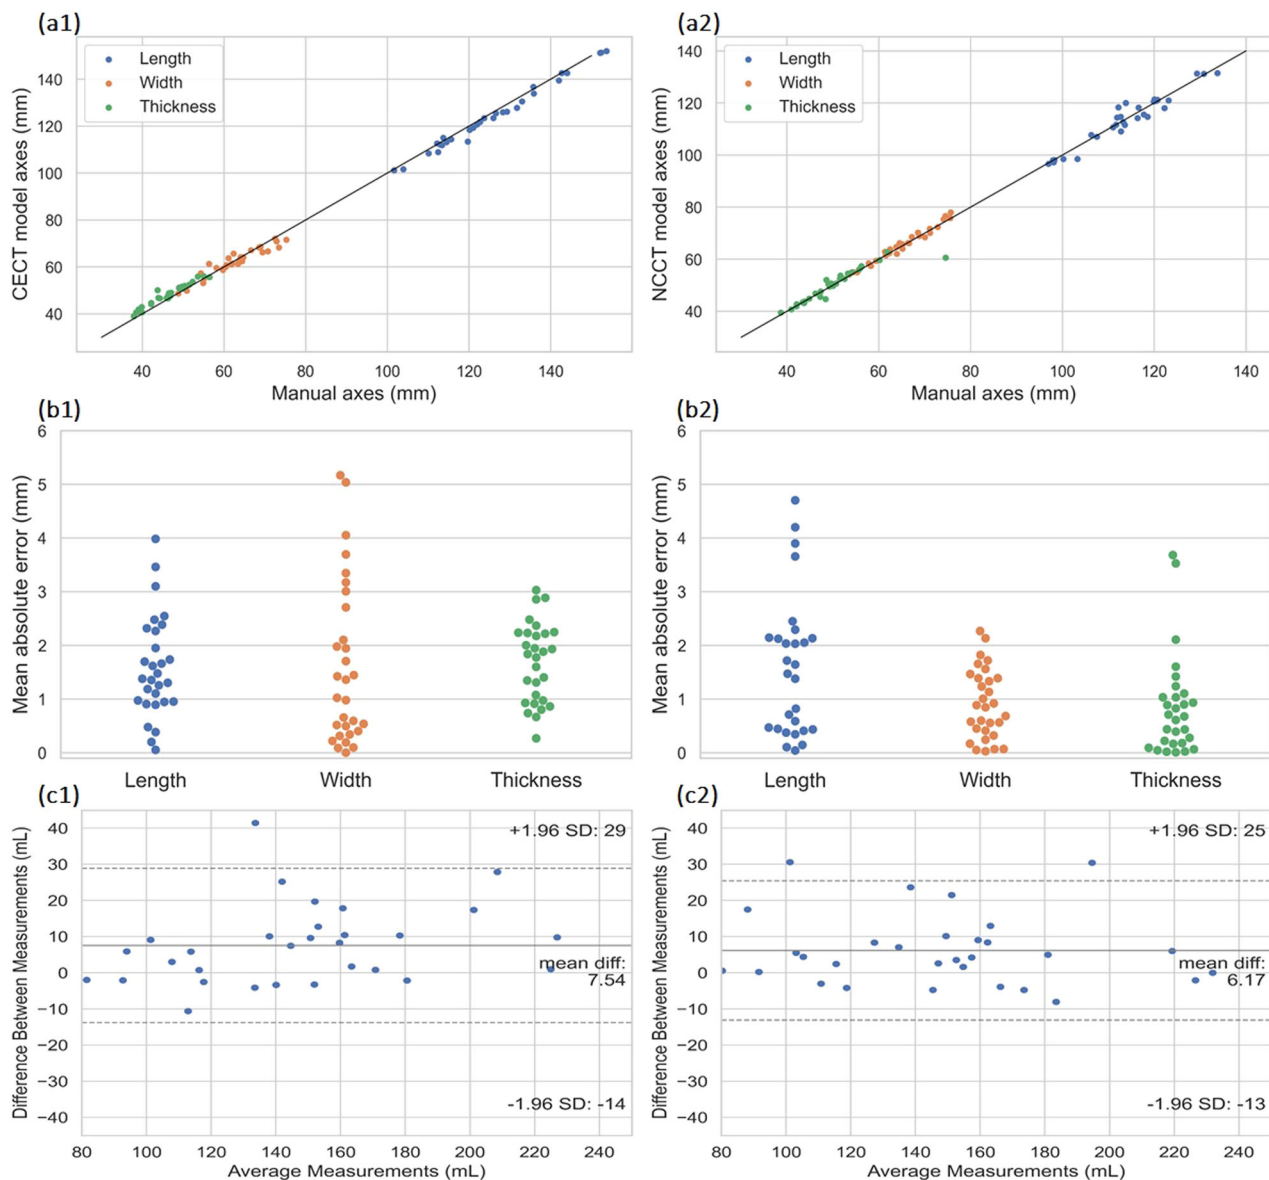 (a1)
CECT model axes (mm)
140
120
100
80
60
40
Length
Width
Thickness
40 60 80 100 120 140
Manual axes (mm)
(a2)
NCCT model axes (mm)
140
120
100
80
60
40
Length
Width
Thickness
40 60 80 100 120 140
Manual axes (mm)
(b1)
Mean absolute error (mm)
6
5
4
3
2
1
0
Length Width Thickness
(b2)
Mean absolute error (mm)
6
5
4
3
2
1
0
Length Width Thickness
(c1)
Difference Between Measurements (mL)
40
30
20
10
0
−10
−20
−30
−40
+1.96 SD: 29
mean diff:
7.54
-1.96 SD: -14
80 100 120 140 160 180 200 220 240
Average Measurements (mL)
(c2)
Difference Between Measurements (mL)
40
30
20
10
0
−10
−20
−30
−40
+1.96 SD: 25
mean diff:
6.17
-1.96 SD: -13
80 100 120 140 160 180 200 220 240
Average Measurements (mL)